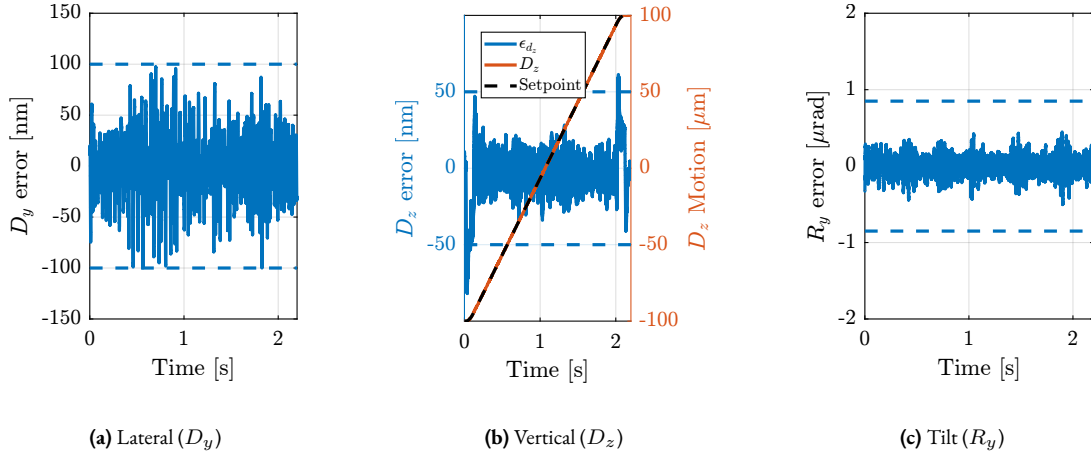 150
100
50
0
-50
-100
-150
0
1
2
D_y error [nm]
Time [s]
(a) Lateral (D_y)
50
0
-50
100
50
0
-50
-100
0
1
2
ϵ_{d_z}
D_z
Setpoint
D_z error [nm]
D_z Motion [μm]
Time [s]
(b) Vertical (D_z)
2
1
0
-1
-2
0
1
2
R_y error [μrad]
Time [s]
(c) Tilt (R_y)